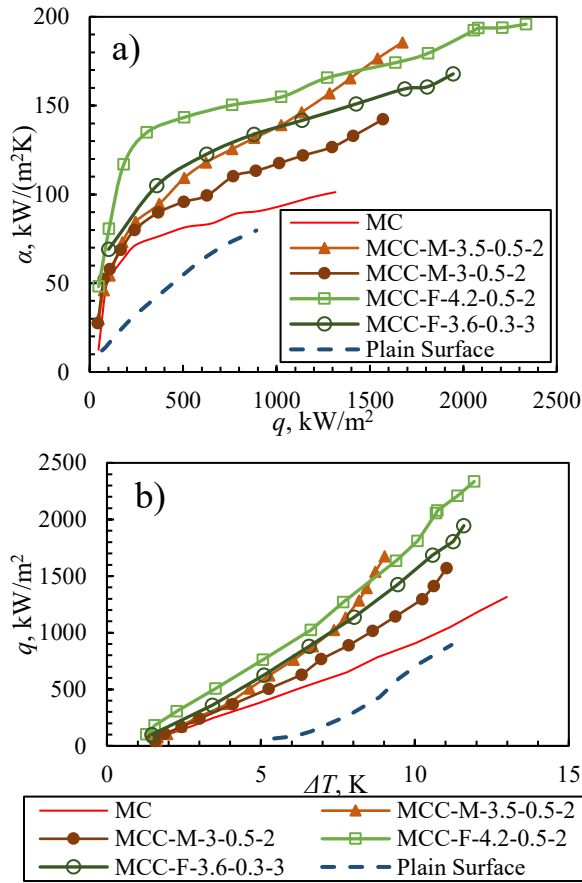 a)
200
150
100
50
0
α, kW/(m²K)
MC
MCC-M-3.5-0.5-2
MCC-M-3-0.5-2
MCC-F-4.2-0.5-2
MCC-F-3.6-0.3-3
Plain Surface
0 500 1000 1500 2000 2500
q, kW/m²
b)
2500
2000
1500
1000
500
0
q, kW/m²
0 5 10 15
ΔT, K
MC MCC-M-3.5-0.5-2
MCC-M-3-0.5-2 MCC-F-4.2-0.5-2
MCC-F-3.6-0.3-3 Plain Surface